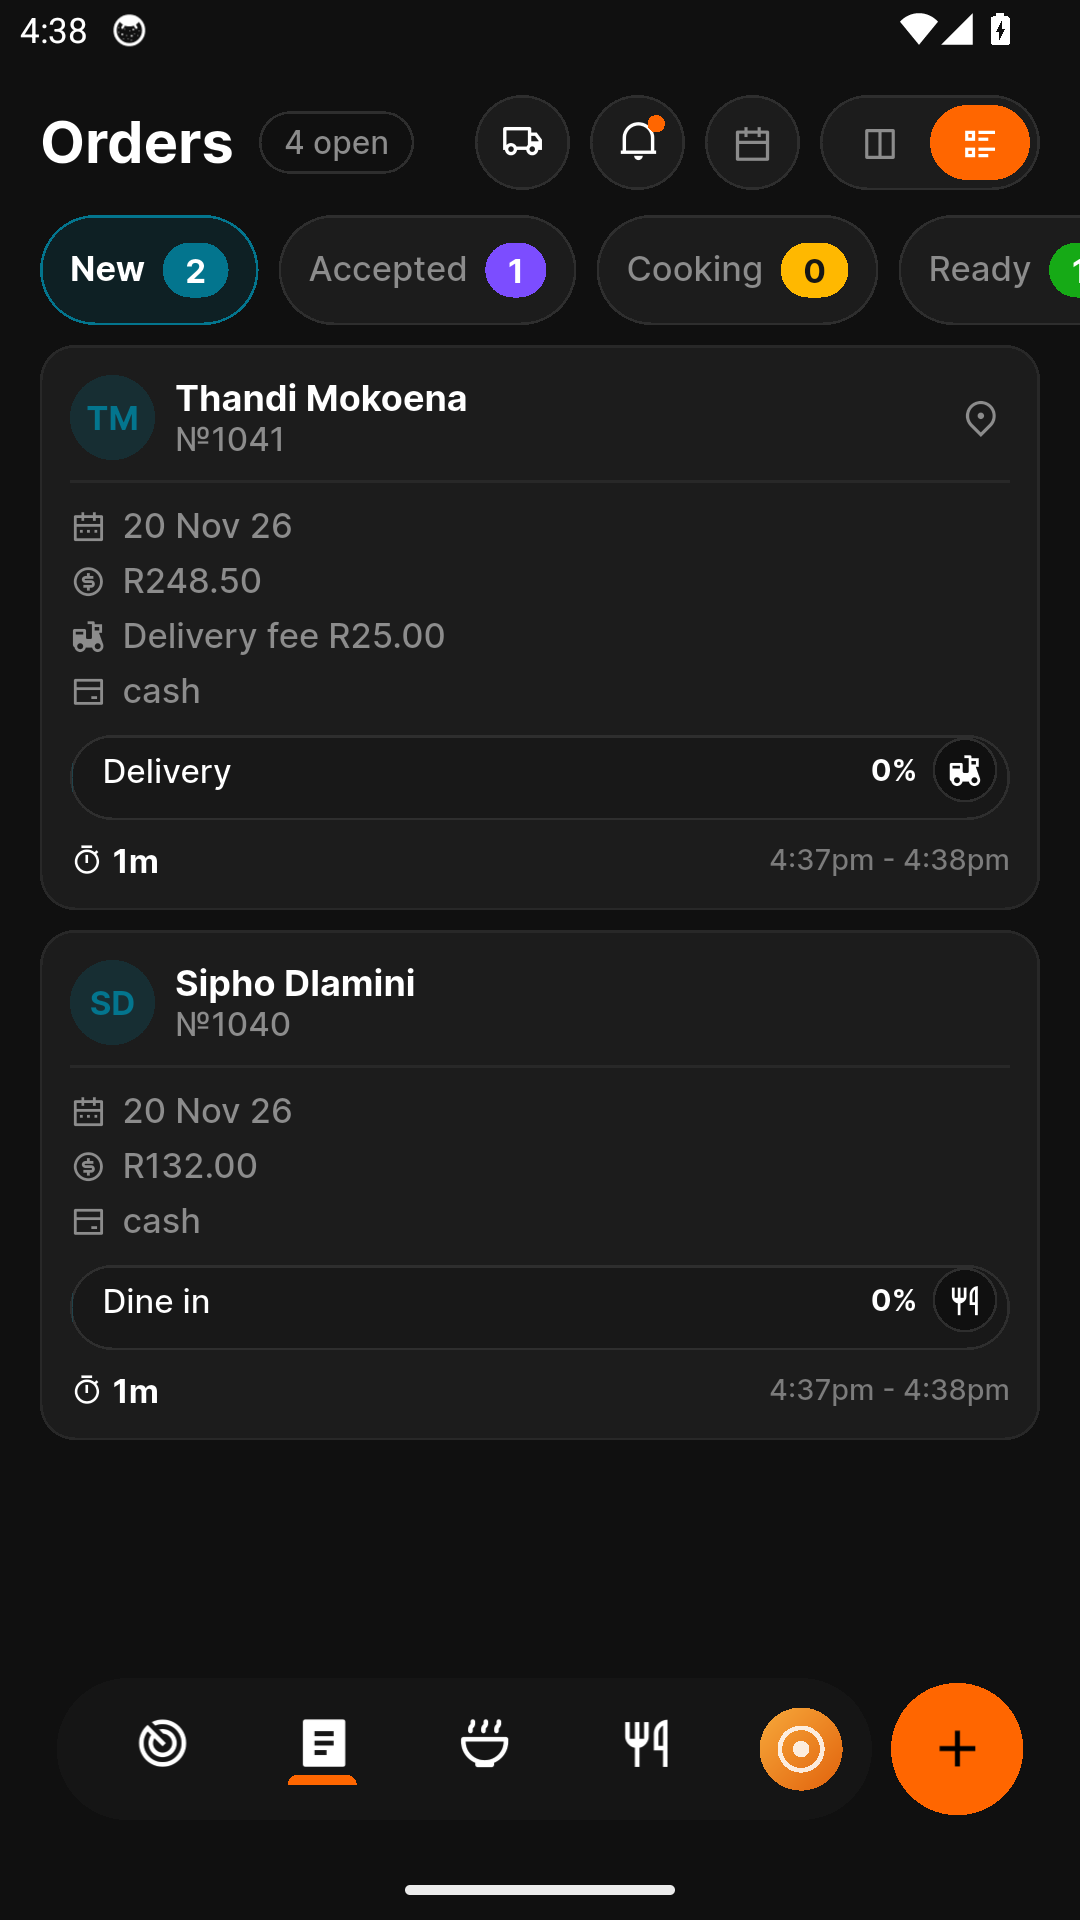 4:38
Orders
4 open
New 2
Accepted 1
Cooking 0
Ready
Thandi Mokoena
№1041
20 Nov 26
R248.50
Delivery fee R25.00
cash
Delivery 0%
1m 4:37pm - 4:38pm
Sipho Dlamini
№1040
20 Nov 26
R132.00
cash
Dine in 0%
1m 4:37pm - 4:38pm
TM
SD